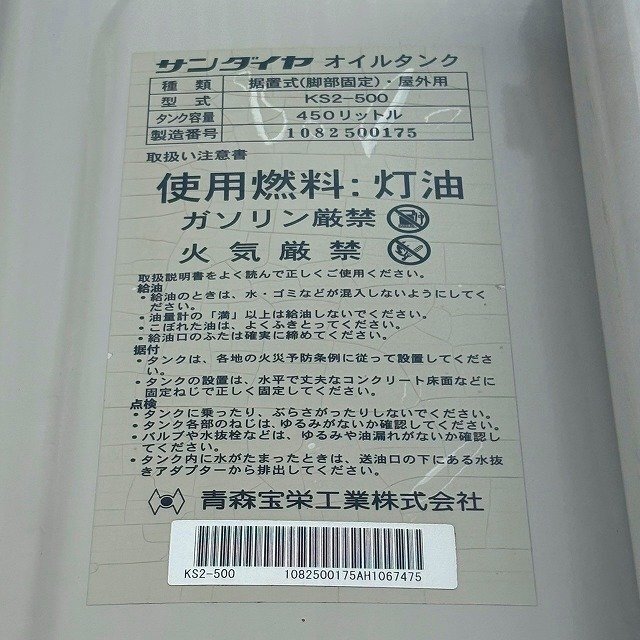 サンダイヤ オイルタンク
種類 据置式(脚部固定)・屋外用
型式 KS2-500
タンク容量 450リットル
製造番号 1082500175
取扱い注意書
使用燃料：灯油
ガソリン厳禁
火気厳禁
取扱説明書をよく読んで正しくご使用ください。
給油
・給油のときは、水・ゴミなどが混入しないようにしてく
ださい。
・油量計の「満」以上は給油しないでください。
・こぼれた油は、よくふきとってください。
・給油口のふたは確実に締めてください。
据付
・タンクは、各地の火災予防条例に従って設置してくださ
い。
・タンクの設置は、水平で丈夫なコンクリート床面などに
固定ねじで正しく固定してください。
点検
・タンクに乗ったり、ぶらさがったりしないでください。
・タンク各部のねじは、ゆるみがないか確認してください。
・バルブや水抜栓などは、ゆるみや油漏れがないか確認し
てください。
・タンク内に水がたまったときは、送油口の下にある水抜
きアダプターから排出してください。
青森宝栄工業株式会社
KS2-500 1082500175AH1067475